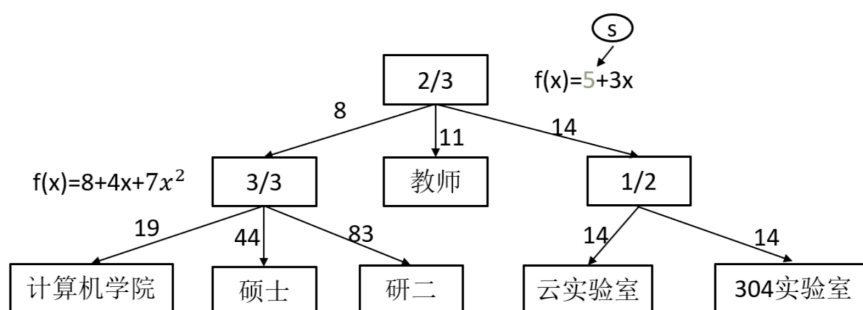 s
2/3
f(x)=5+3x
8
11
14
f(x)=8+4x+7x²
3/3
教师
1/2
19
44
83
14
14
计算机学院
硕士
研二
云实验室
304实验室